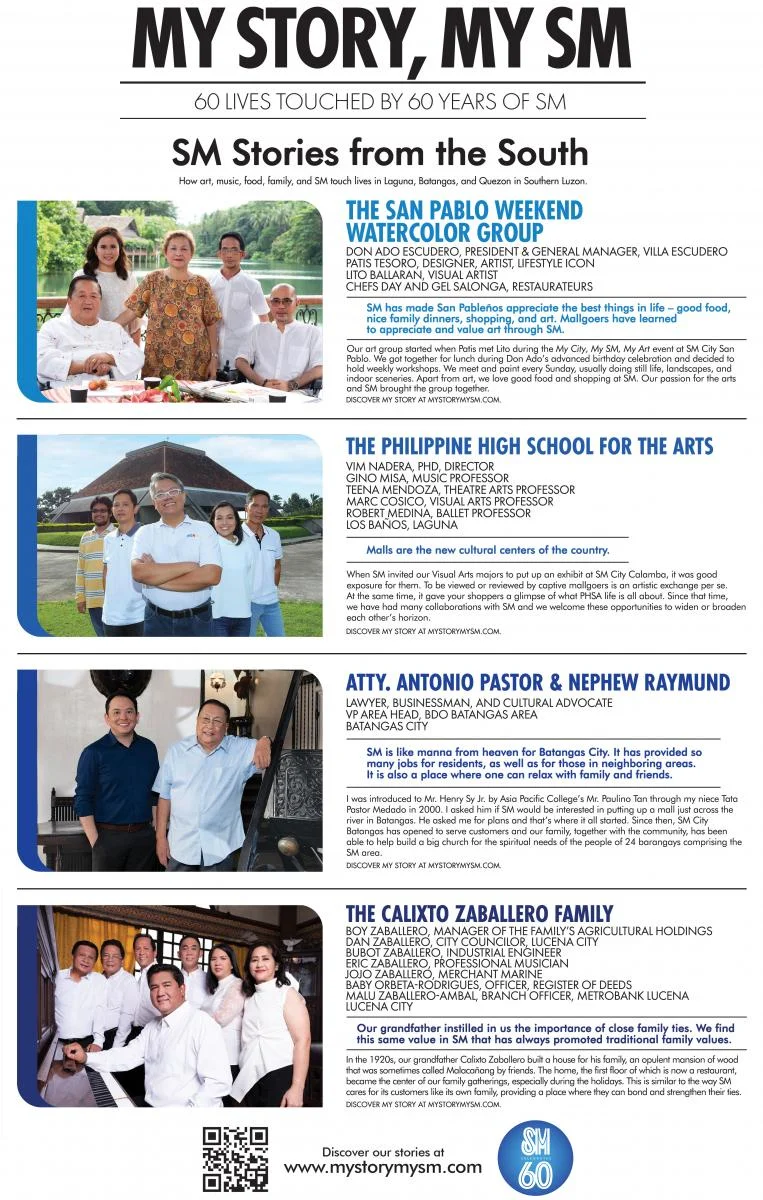 MY STORY, MY SM
60 LIVES TOUCHED BY 60 YEARS OF SM
SM Stories from the South
How art, music, food, family, and SM touch lives in Laguna, Batangas, and Quezon in Southern Luzon.
THE SAN PABLO WEEKEND
WATERCOLOR GROUP
DON ADO ESCUDERO, PRESIDENT & GENERAL MANAGER, VILLA ESCUDERO
PATIS TESORO, DESIGNER, ARTIST, LIFESTYLE ICON
LITO BALLARAN, VISUAL ARTIST
CHEFS DAY AND GEL SALONGA, RESTAURATEURS
SM has made San Pableños appreciate the best things in life – good food,
nice family dinners, shopping, and art. Mallgoers have learned
to appreciate and value art through SM.
Our art group started when Patis met Lito during the My City, My SM, My Art event at SM City San
Pablo. We got together for lunch during Don Ado's advanced birthday celebration and decided to
hold weekly workshops. We meet and paint every Sunday, usually doing still life, landscapes, and
indoor sceneries. Apart from art, we love good food and shopping at SM. Our passion for the arts
and SM brought the group together.
DISCOVER MY STORY AT MYSTORYMYSM.COM.
THE PHILIPPINE HIGH SCHOOL FOR THE ARTS
VIM NADERA, PHD, DIRECTOR
GINO MISA, MUSIC PROFESSOR
TEENA MENDOZA, THEATRE ARTS PROFESSOR
MARC COSICO, VISUAL ARTS PROFESSOR
ROBERT MEDINA, BALLET PROFESSOR
LOS BAÑOS, LAGUNA
Malls are the new cultural centers of the country.
When SM invited our Visual Arts majors to put up an exhibit at SM City Calamba, it was good
exposure for them. To be viewed or reviewed by captive mallgoers is an artistic exchange per se.
At the same time, it gave your shoppers a glimpse of what PHSA life is all about. Since that time,
we have had many collaborations with SM and we welcome these opportunities to widen or broaden
each other's horizon.
DISCOVER MY STORY AT MYSTORYMYSM.COM.
ATTY. ANTONIO PASTOR & NEPHEW RAYMUND
LAWYER, BUSINESSMAN, AND CULTURAL ADVOCATE
VP AREA HEAD, BDO BATANGAS AREA
BATANGAS CITY
SM is like manna from heaven for Batangas City. It has provided so
many jobs for residents, as well as for those in neighboring areas.
It is also a place where one can relax with family and friends.
I was introduced to Mr. Henry Sy Jr. by Asia Pacific College's Mr. Paulino Tan through my niece Tata
Pastor Medado in 2000. I asked him if SM would be interested in putting up a mall just across the
river in Batangas. He asked me for plans and that's where it all started. Since then, SM City
Batangas has opened to serve customers and our family, together with the community, has been
able to help build a big church for the spiritual needs of the people of 24 barangays comprising the
SM area.
DISCOVER MY STORY AT MYSTORYMYSM.COM.
THE CALIXTO ZABALLERO FAMILY
BOY ZABALLERO, MANAGER OF THE FAMILY'S AGRICULTURAL HOLDINGS
DAN ZABALLERO, CITY COUNCILOR, LUCENA CITY
BUBOT ZABALLERO, INDUSTRIAL ENGINEER
ERIC ZABALLERO, PROFESSIONAL MUSICIAN
JOJO ZABALLERO, MERCHANT MARINE
BABY ORBETA-RODRIGUES, OFFICER, REGISTER OF DEEDS
MALU ZABALLERO-AMBAL, BRANCH OFFICER, METROBANK LUCENA
LUCENA CITY
Our grandfather instilled in us the importance of close family ties. We find
this same value in SM that has always promoted traditional family values.
In the 1920s, our grandfather Calixto Zaballero built a house for his family, an opulent mansion of wood
that was sometimes called Malacañang by friends. The home, the first floor of which is now a restaurant,
became the center of our family gatherings, especially during the holidays. This is similar to the way SM
cares for its customers like its own family, providing a place where they can bond and strengthen their ties.
DISCOVER MY STORY AT MYSTORYMYSM.COM.
Discover our stories at
www.mystorymysm.com
SM
60